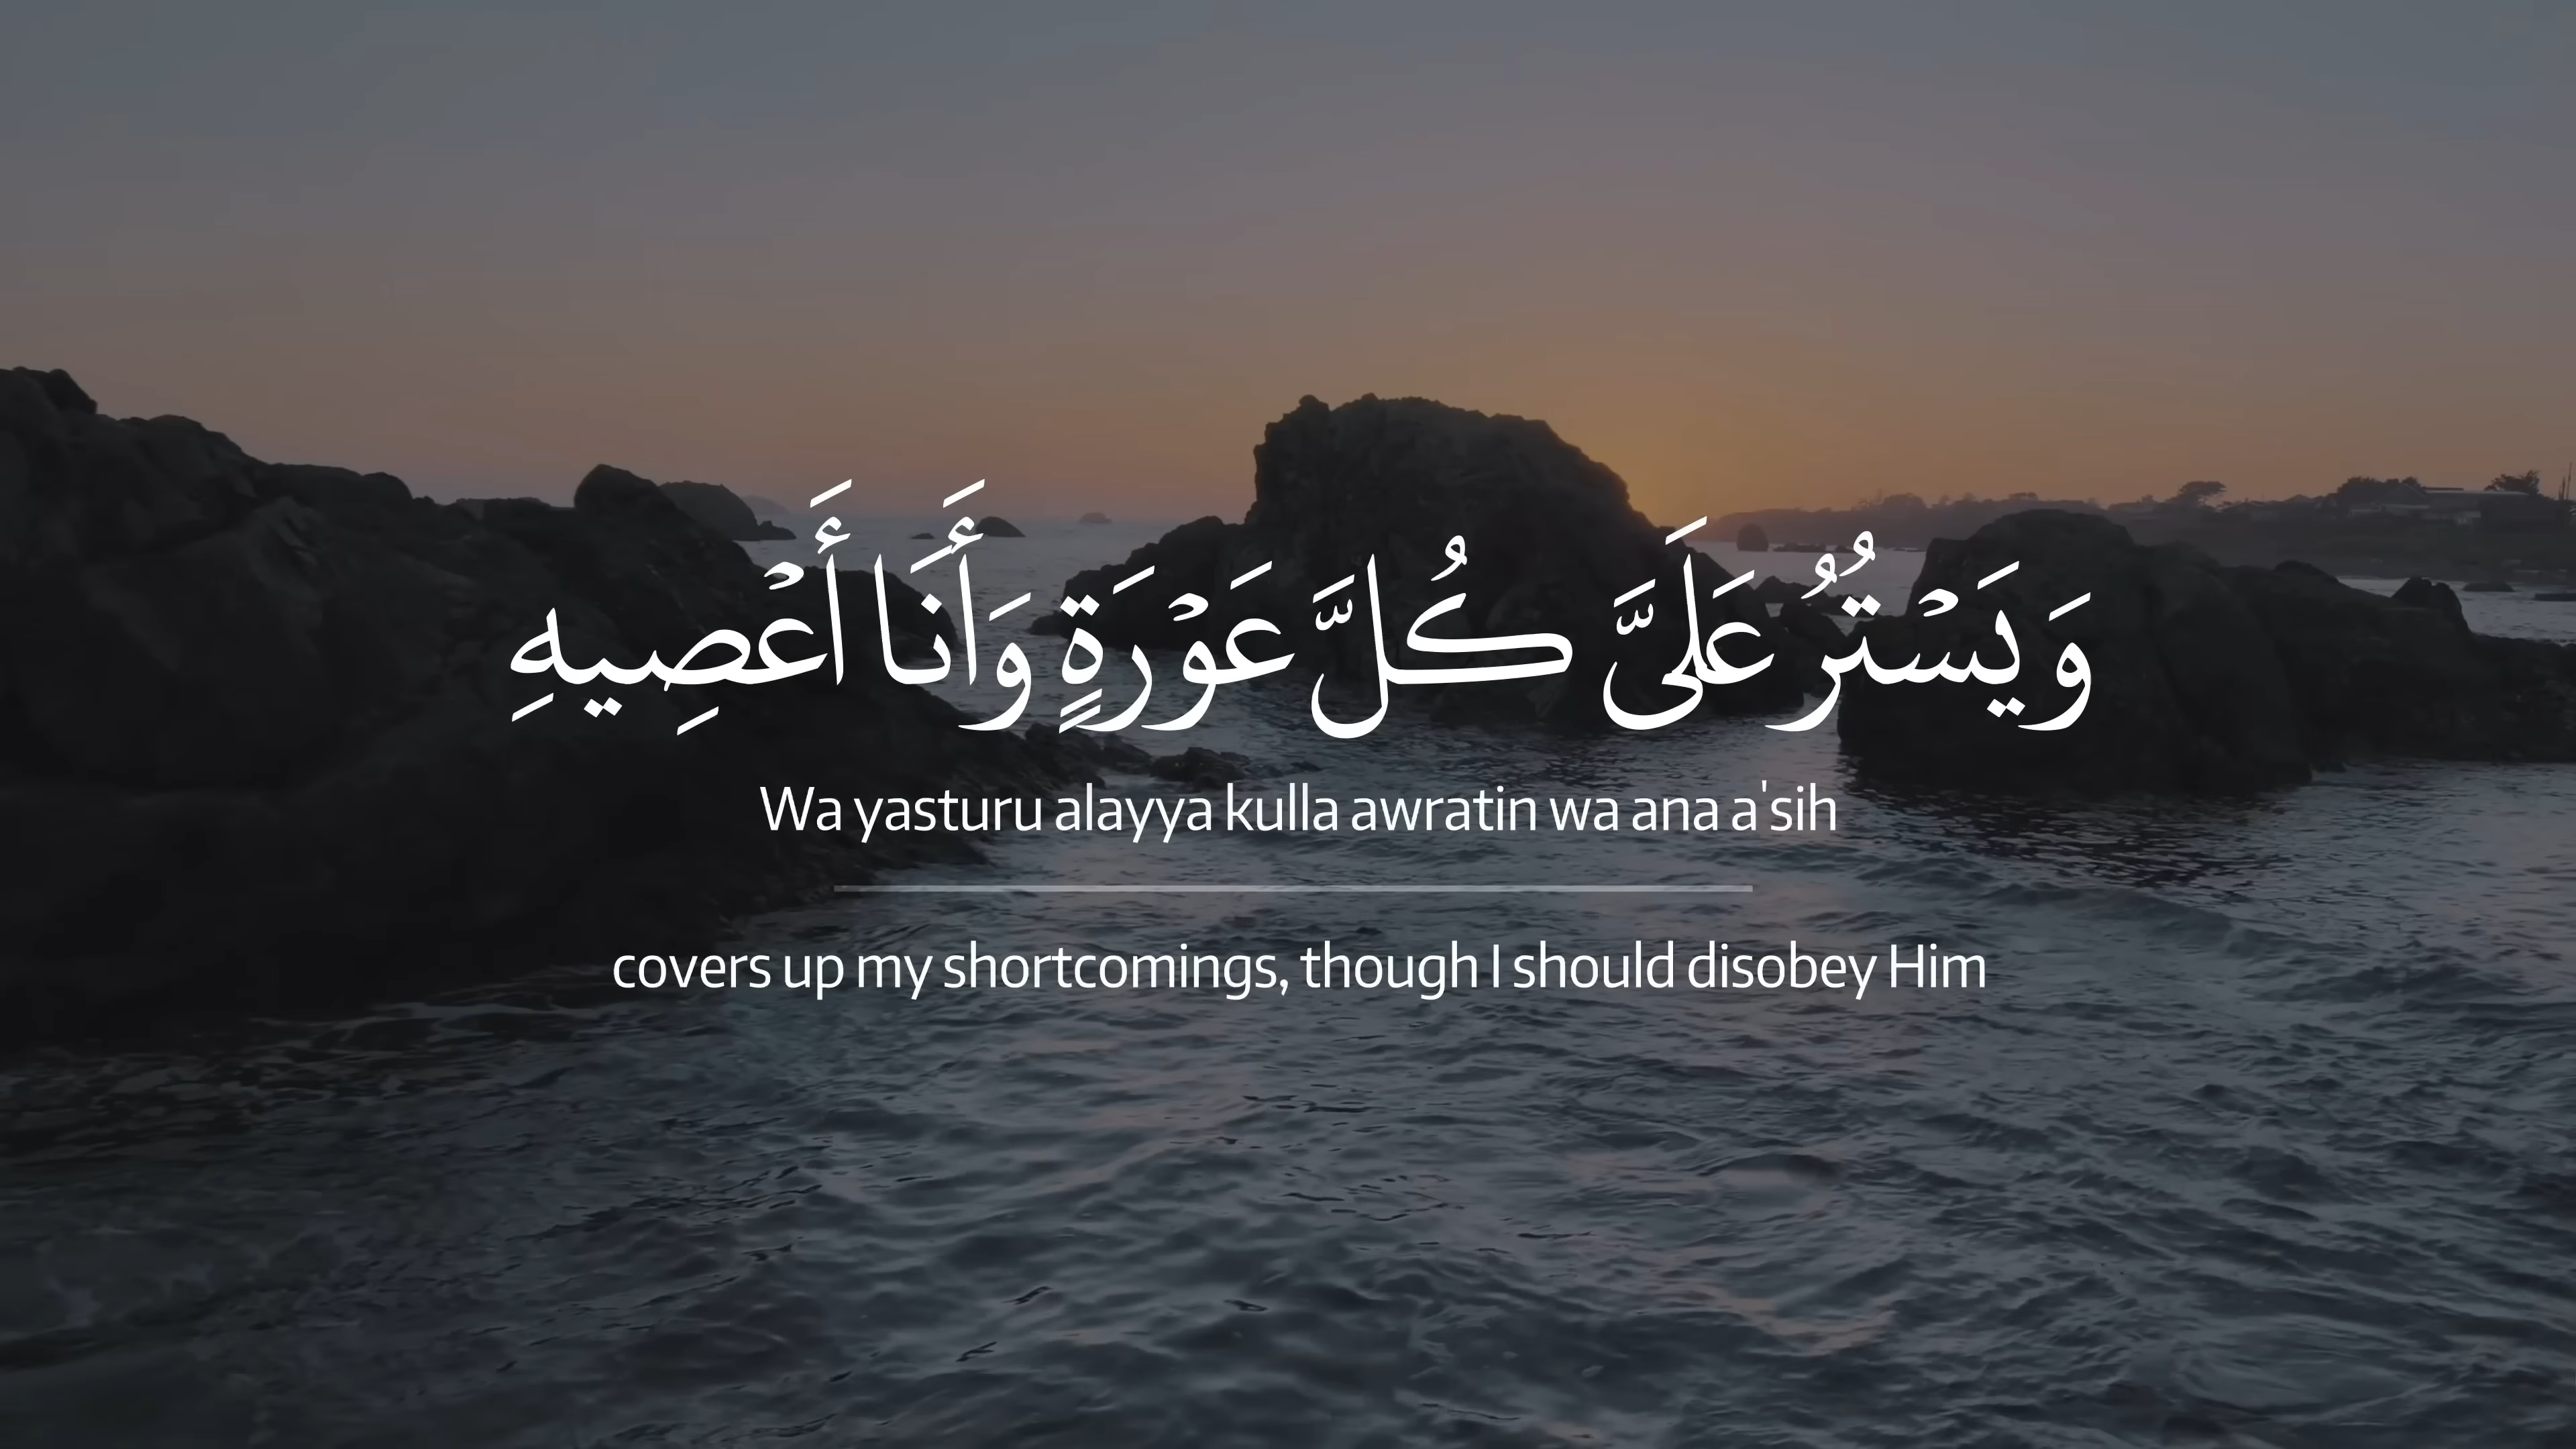 وَيَسْتُرُ عَلَيَّ كُلَّ عَوْرَةٍ وَأَنَا أَعْصِيهِ
Wa yasturu alayya kulla awratin wa ana a'sih
covers up my shortcomings, though I should disobey Him